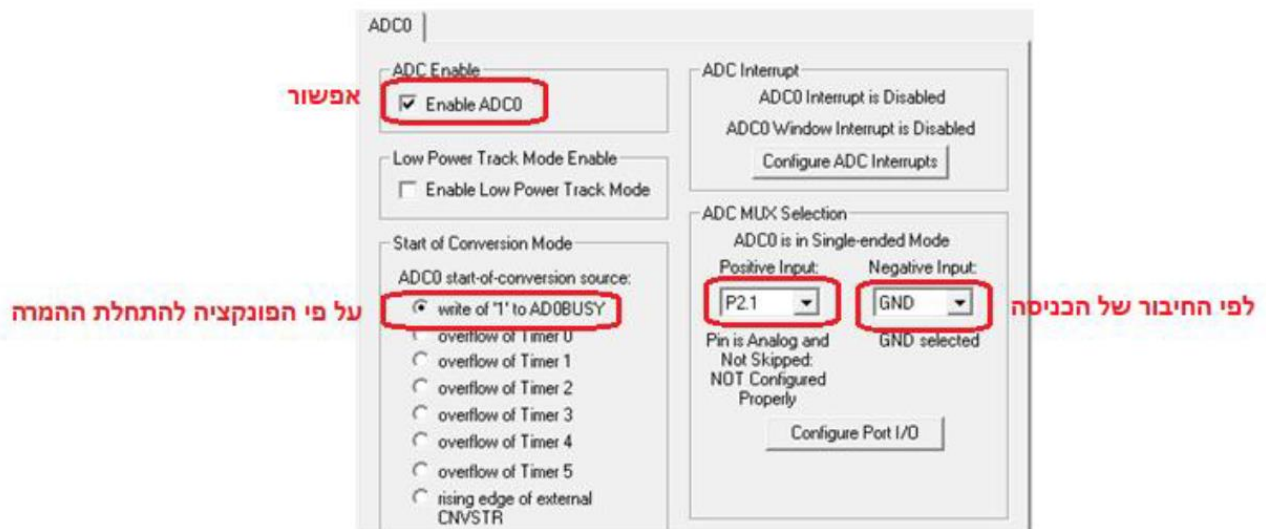 ADC0
ADC Enable
Enable ADC0
אפשור
Low Power Track Mode Enable
Enable Low Power Track Mode
Start of Conversion Mode
ADC0 start-of-conversion source:
write of "1" to AD0BUSY
על פי הפונקציה להתחלת ההמרה
overflow of Timer 0
overflow of Timer 1
overflow of Timer 2
overflow of Timer 3
overflow of Timer 4
overflow of Timer 5
rising edge of external
CNVSTR
ADC Interrupt
ADC0 Interrupt is Disabled
ADC0 Window Interrupt is Disabled
Configure ADC Interrupts
ADC MUX Selection
ADC0 is in Single-ended Mode
Positive Input: Negative Input:
P2.1 GND
לפי החיבור של הכניסה
Pin is Analog and GND selected
Not Skipped:
NOT Configured
Properly
Configure Port I/O